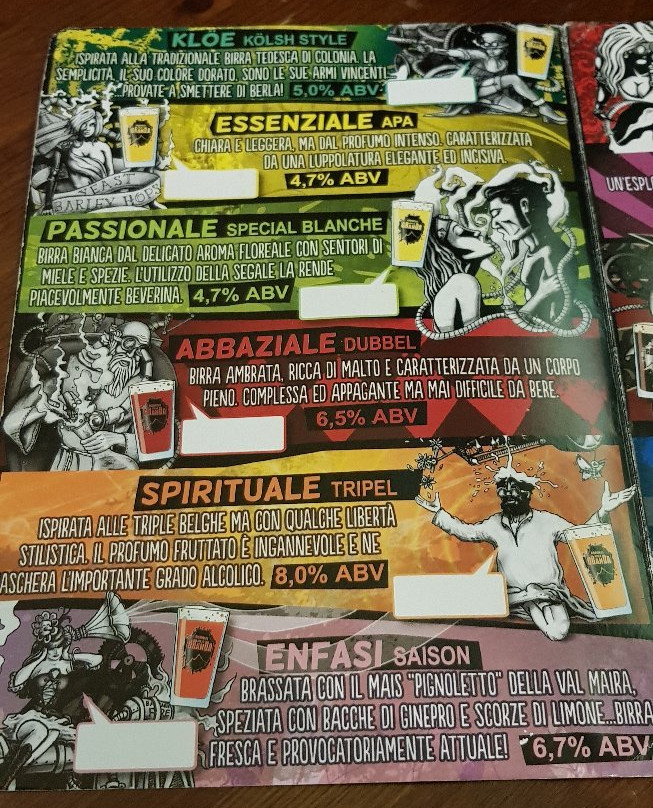 KLÖE KÖLSH STYLE
ISPIRATA ALLA TRADIZIONALE BIRRA TEDESCA DI COLONIA. LA
SEMPLICITÀ, IL SUO COLORE DORATO, SONO LE SUE ARMI VINCENTI...
PROVATE A SMETTERE DI BERLA! 5,0% ABV
ESSENZIALE APA
CHIARA E LEGGERA, MA DAL PROFUMO INTENSO. CARATTERIZZATA
DA UNA LUPPOLATURA ELEGANTE ED INCISIVA.
4,7% ABV
YEAST
BARLEY HOPS
PASSIONALE SPECIAL BLANCHE
BIRRA BIANCA DAL DELICATO AROMA FLOREALE CON SENTORI DI
MIELE E SPEZIE. L'UTILIZZO DELLA SEGALE LA RENDE
PIACEVOLMENTE BEVERINA. 4,7% ABV
UN'ESPL
ABBAZIALE DUBBEL
BIRRA AMBRATA, RICCA DI MALTO E CARATTERIZZATA DA UN CORPO
PIENO. COMPLESSA ED APPAGANTE MA MAI DIFFICILE DA BERE.
6,5% ABV
SPIRITUALE TRIPEL
ISPIRATA ALLE TRIPLE BELGHE MA CON QUALCHE LIBERTÀ
STILISTICA. IL PROFUMO FRUTTATO È INGANNEVOLE E NE
ASCHERA L'IMPORTANTE GRADO ALCOLICO. 8,0% ABV
ENFASI SAISON
BRASSATA CON IL MAIS "PIGNOLETTO" DELLA VAL MAIRA,
SPEZIATA CON BACCHE DI GINEPRO E SCORZE DI LIMONE...BIRRA
FRESCA E PROVOCATORIAMENTE ATTUALE! 6,7% ABV